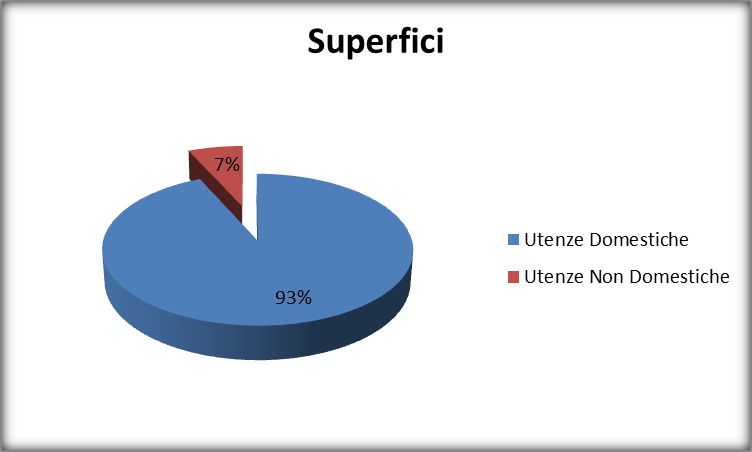 Superfici
7%
93%
Utenze Domestiche
Utenze Non Domestiche